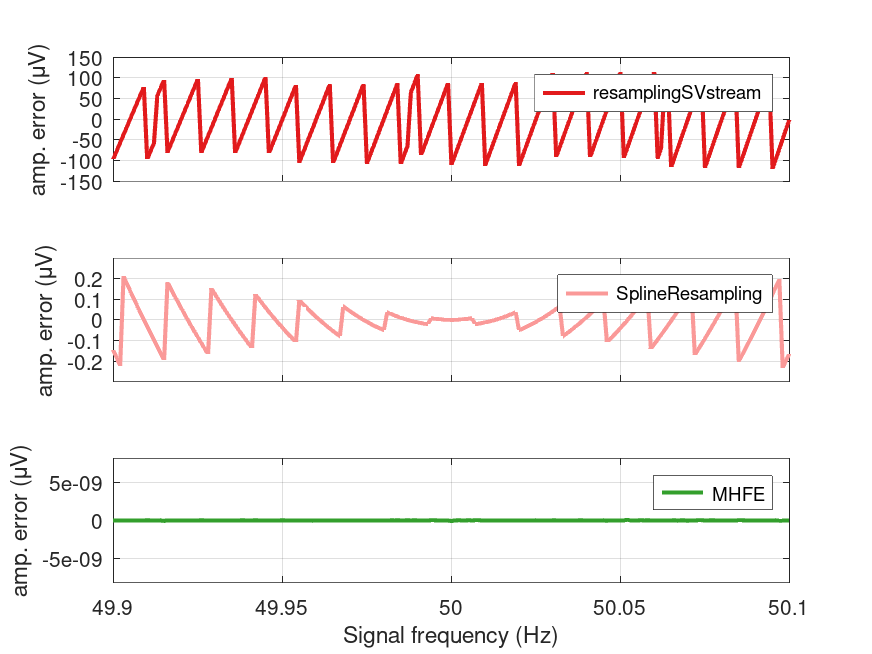 amp. error (µV)
150
100
50
0
-50
-100
-150
resamplingSVstream
amp. error (µV)
0.2
0.1
0
-0.1
-0.2
SplineResampling
amp. error (µV)
5e-09
0
-5e-09
MHFE
49.9 49.95 50 50.05 50.1
Signal frequency (Hz)